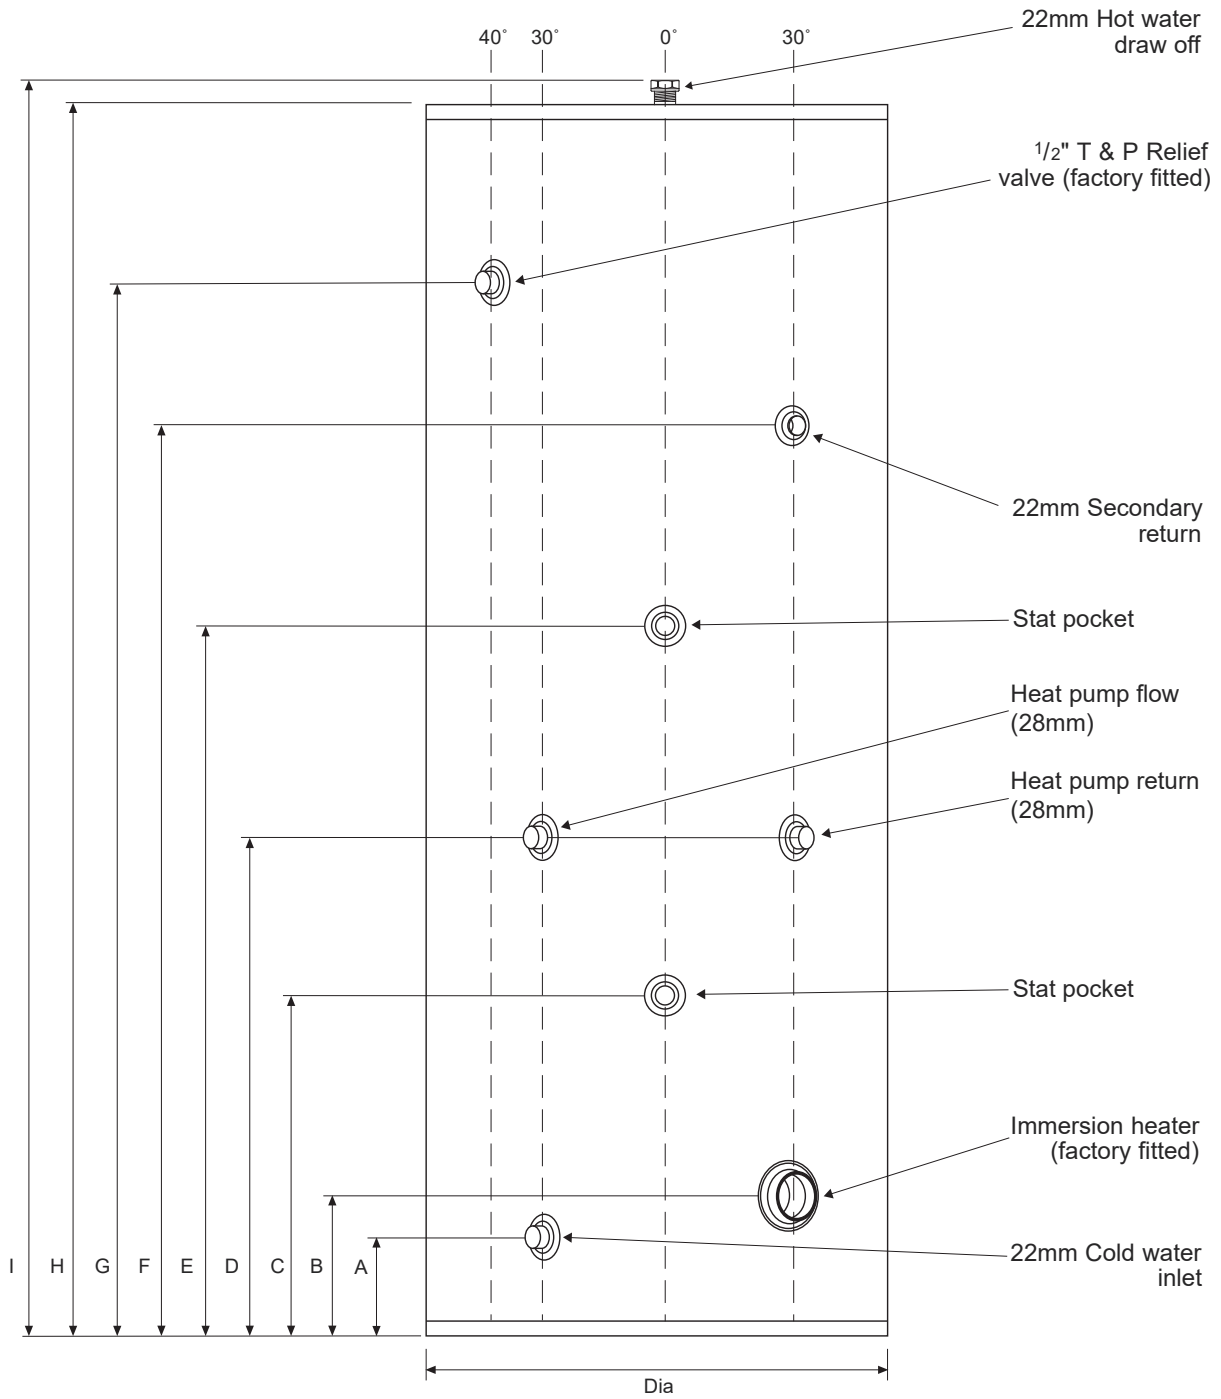 40° 30° 0° 30°
22mm Hot water
draw off
1/2" T & P Relief
valve (factory fitted)
22mm Secondary
return
Stat pocket
Heat pump flow
(28mm)
Heat pump return
(28mm)
Stat pocket
Immersion heater
(factory fitted)
22mm Cold water
inlet
I H G F E D C B A
Dia